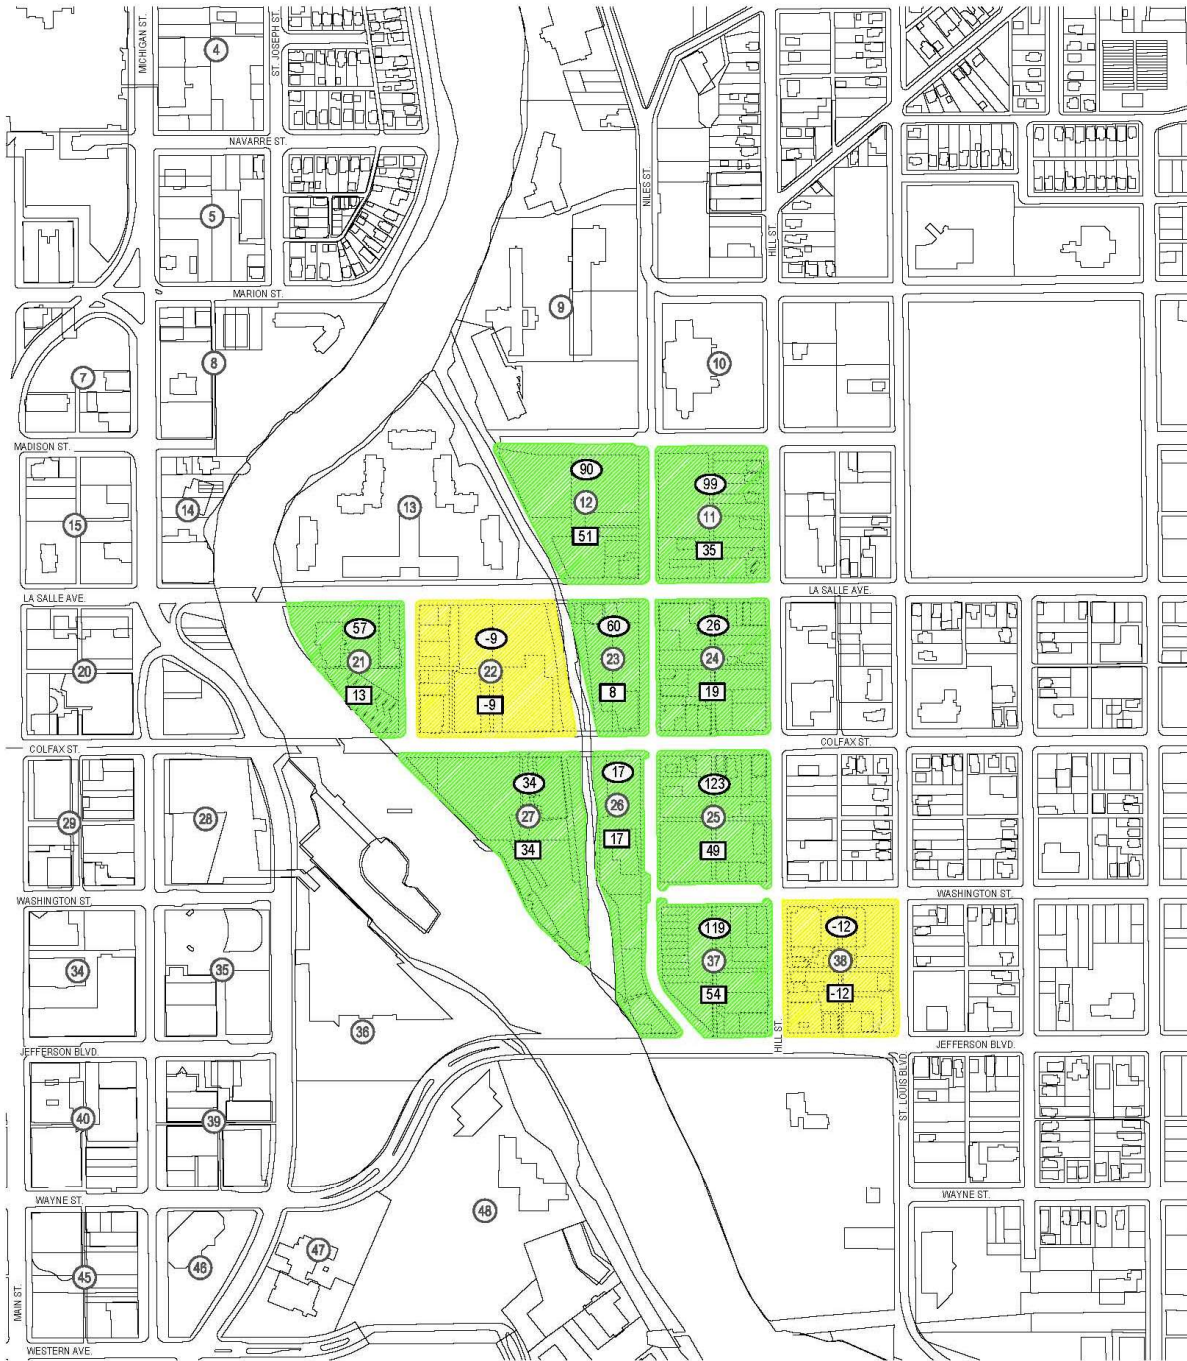 MICHIGAN ST.
ST. JOSEPH ST.
4
NAVARRE ST.
NILES ST.
5
HILL ST.
MARION ST.
9
8
10
7
MADISON ST.
90
99
12
13
14
11
15
51
35
LA SALLE AVE.
LA SALLE AVE.
57
-9
60
26
21
22
23
24
20
13
-9
8
19
COLFAX ST.
COLFAX ST.
34
17
123
26
27
25
29
28
34
17
49
WASHINGTON ST.
WASHINGTON ST.
119
-12
34
35
37
38
54
-12
36
HILL ST.
JEFFERSON BLVD.
JEFFERSON BLVD.
ST. LOUIS BLVD.
40
39
WAYNE ST.
WAYNE ST.
48
47
46
45
MAIN ST.
WESTERN AVE.